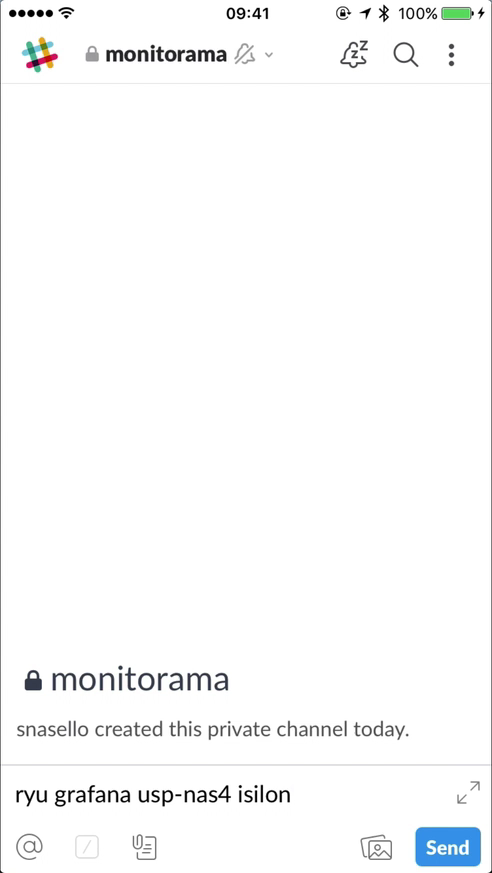 09:41
100%
monitorama
monitorama
snasello created this private channel today.
ryu grafana usp-nas4 isilon
Send